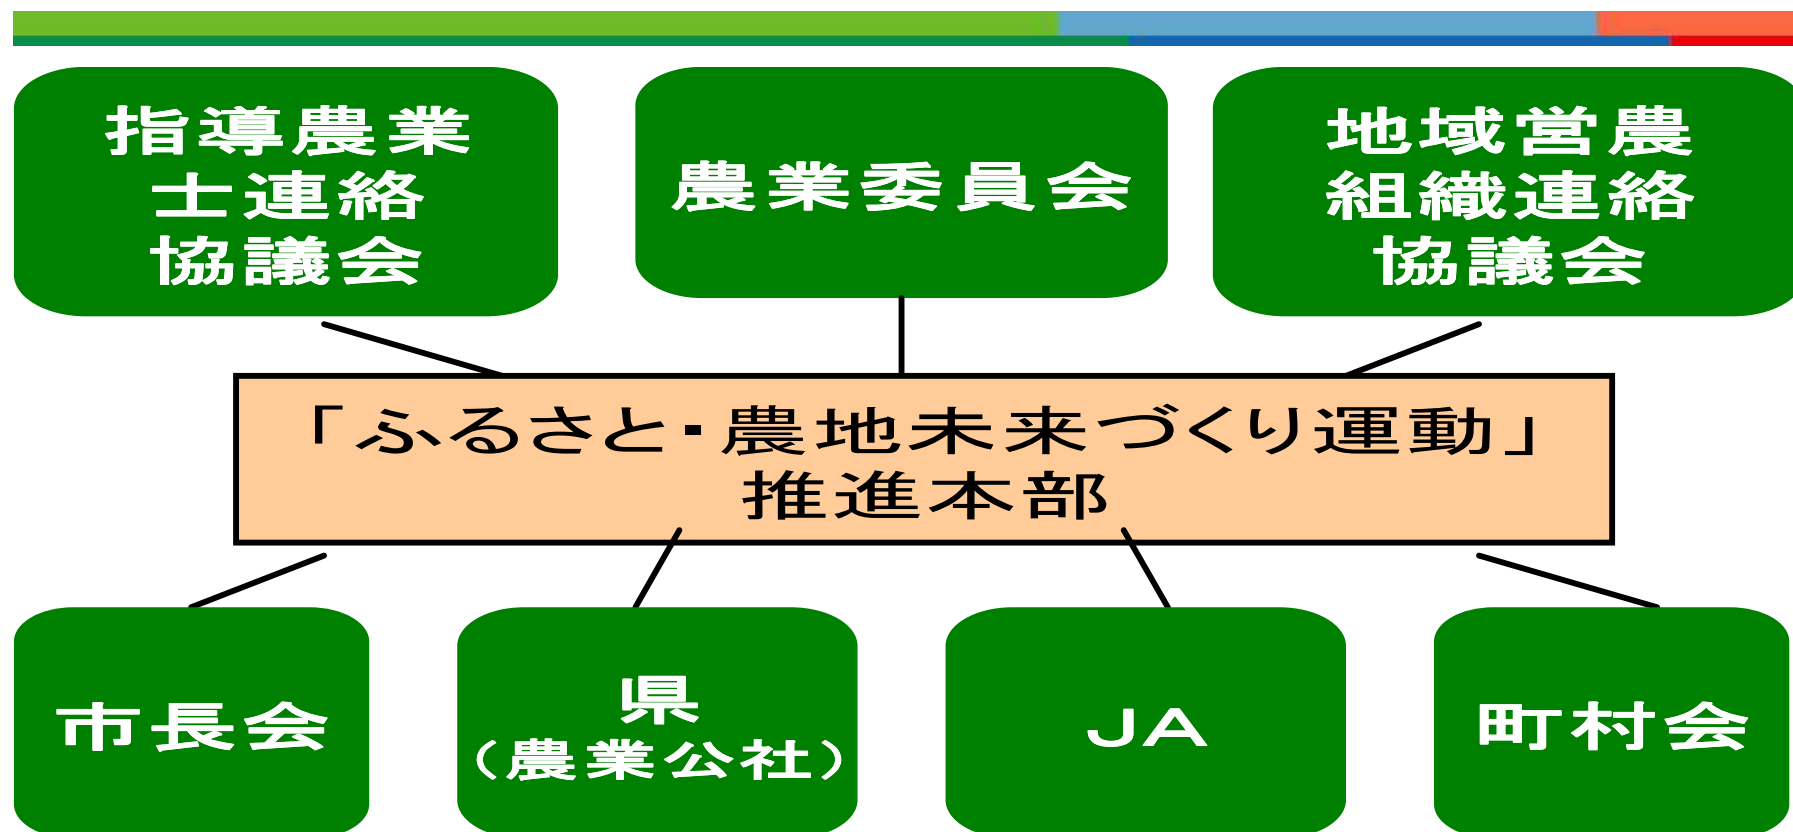 指導農業
士連絡
協議会
農業委員会
地域営農
組織連絡
協議会
「ふるさと・農地未来づくり運動」
推進本部
市長会
県
（農業公社）
JA
町村会